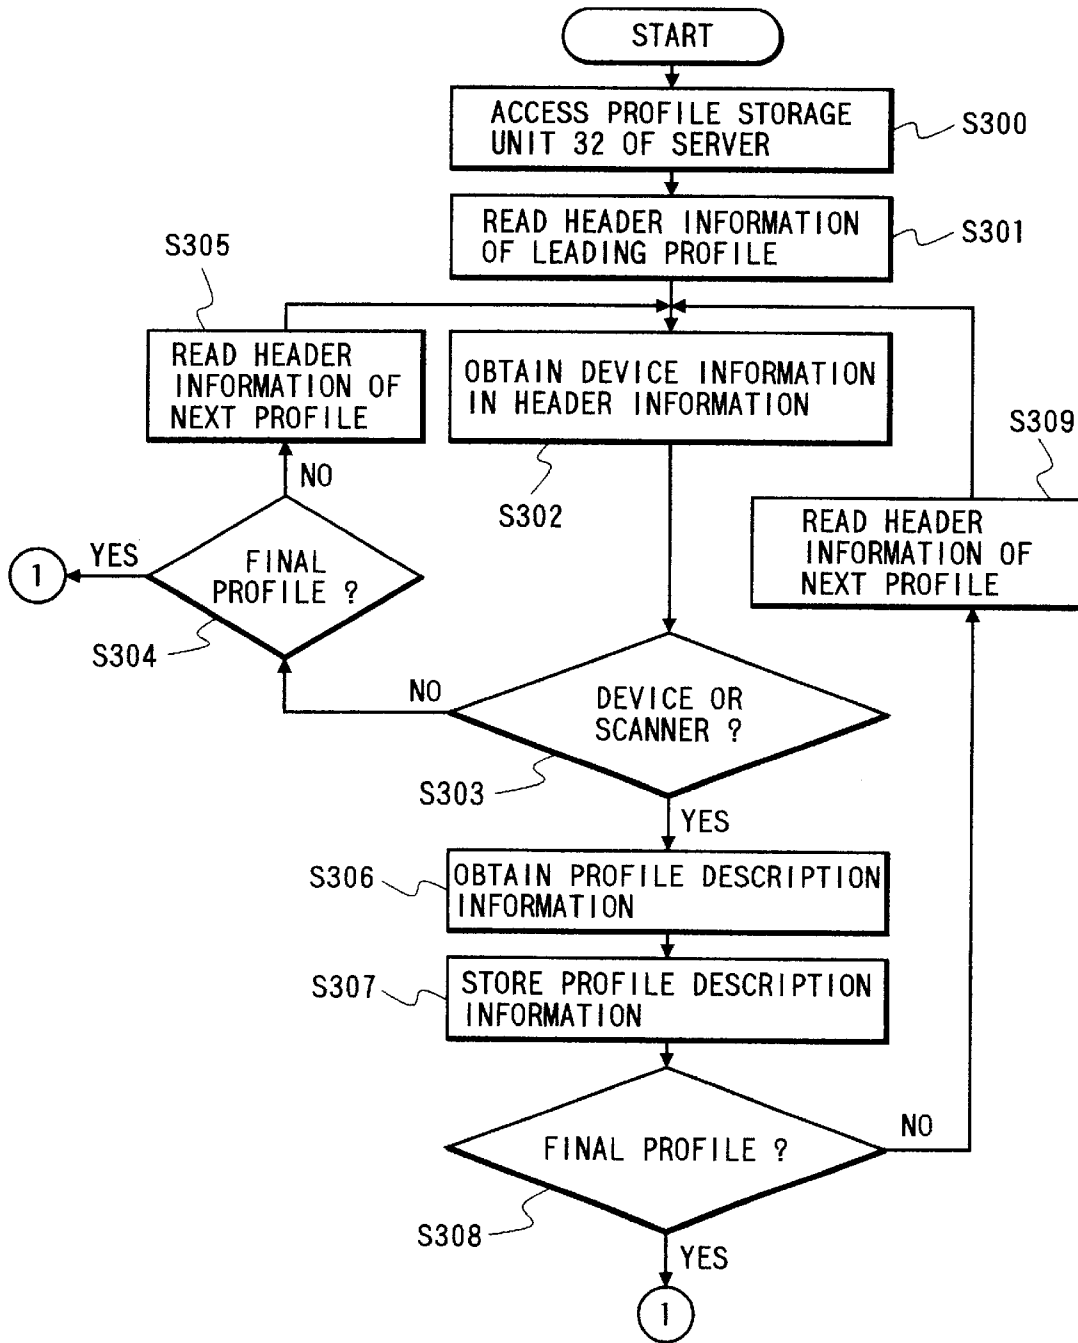 START
ACCESS PROFILE STORAGE
UNIT 32 OF SERVER
S300
READ HEADER INFORMATION
OF LEADING PROFILE
S301
S305
READ HEADER
INFORMATION OF
NEXT PROFILE
OBTAIN DEVICE INFORMATION
IN HEADER INFORMATION
S302
S309
READ HEADER
INFORMATION OF
NEXT PROFILE
NO
YES
1
FINAL
PROFILE ?
S304
NO
DEVICE OR
SCANNER ?
S303
YES
S306
OBTAIN PROFILE DESCRIPTION
INFORMATION
S307
STORE PROFILE DESCRIPTION
INFORMATION
FINAL PROFILE ?
NO
S308
YES
1